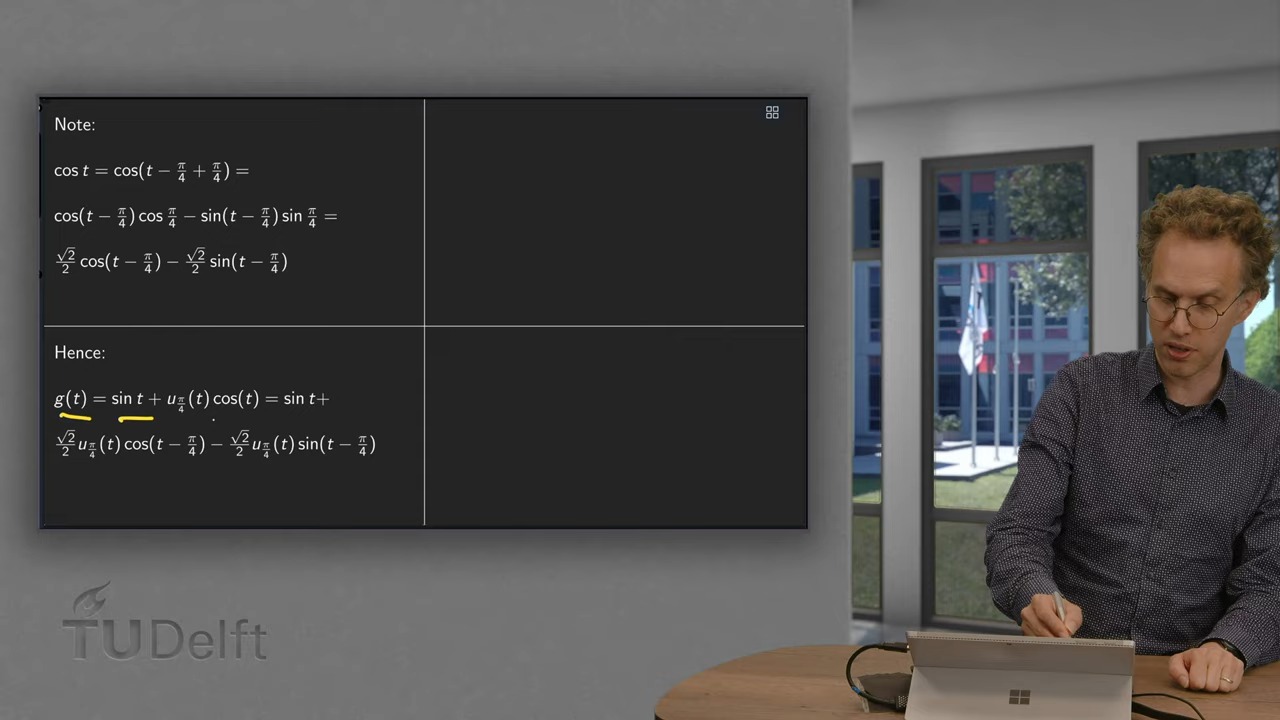 Note:
cos t = cos(t − π/4 + π/4) =
cos(t − π/4) cos π/4 − sin(t − π/4) sin π/4 =
√2/2 cos(t − π/4) − √2/2 sin(t − π/4)
Hence:
g(t) = sin t + u_{π/4}(t) cos(t) = sin t+
√2/2 u_{π/4}(t) cos(t − π/4) − √2/2 u_{π/4}(t) sin(t − π/4)
TUDelft